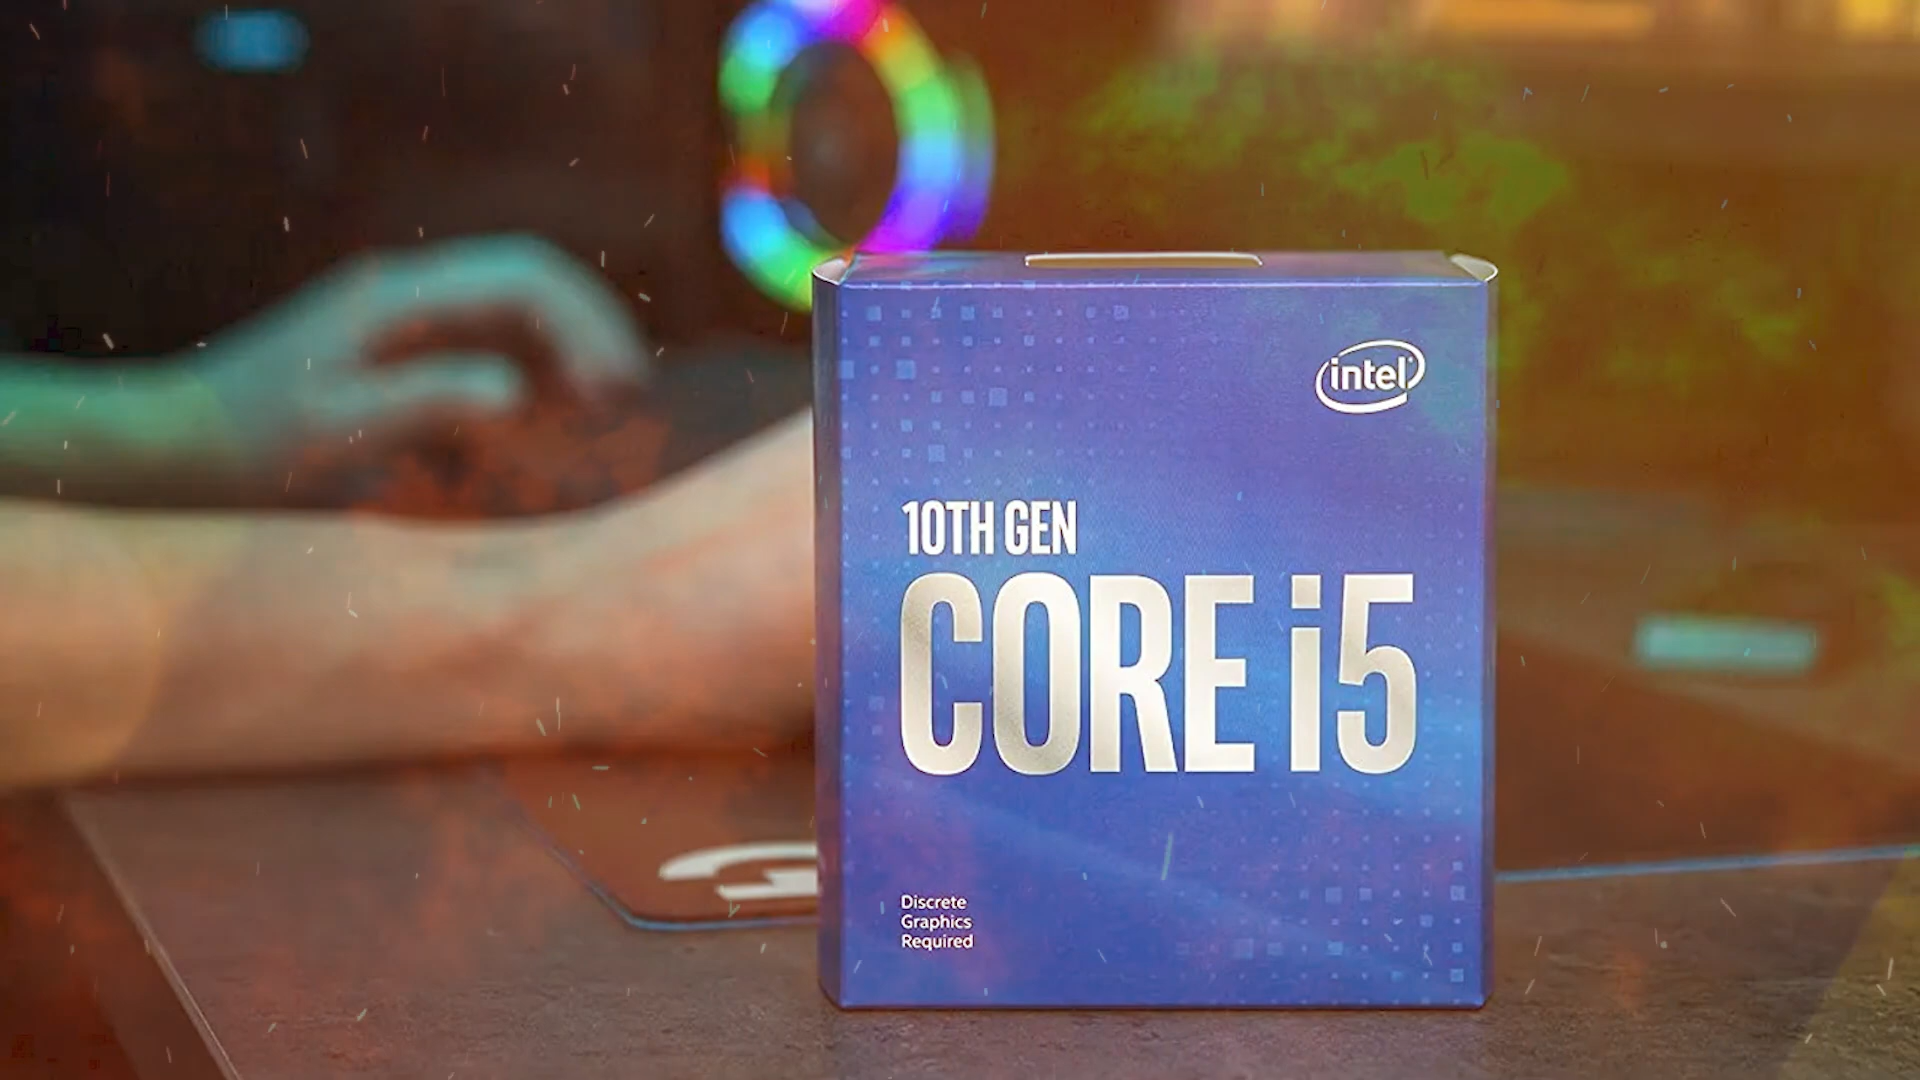 intel
10TH GEN
CORE i5
Discrete
Graphics
Required